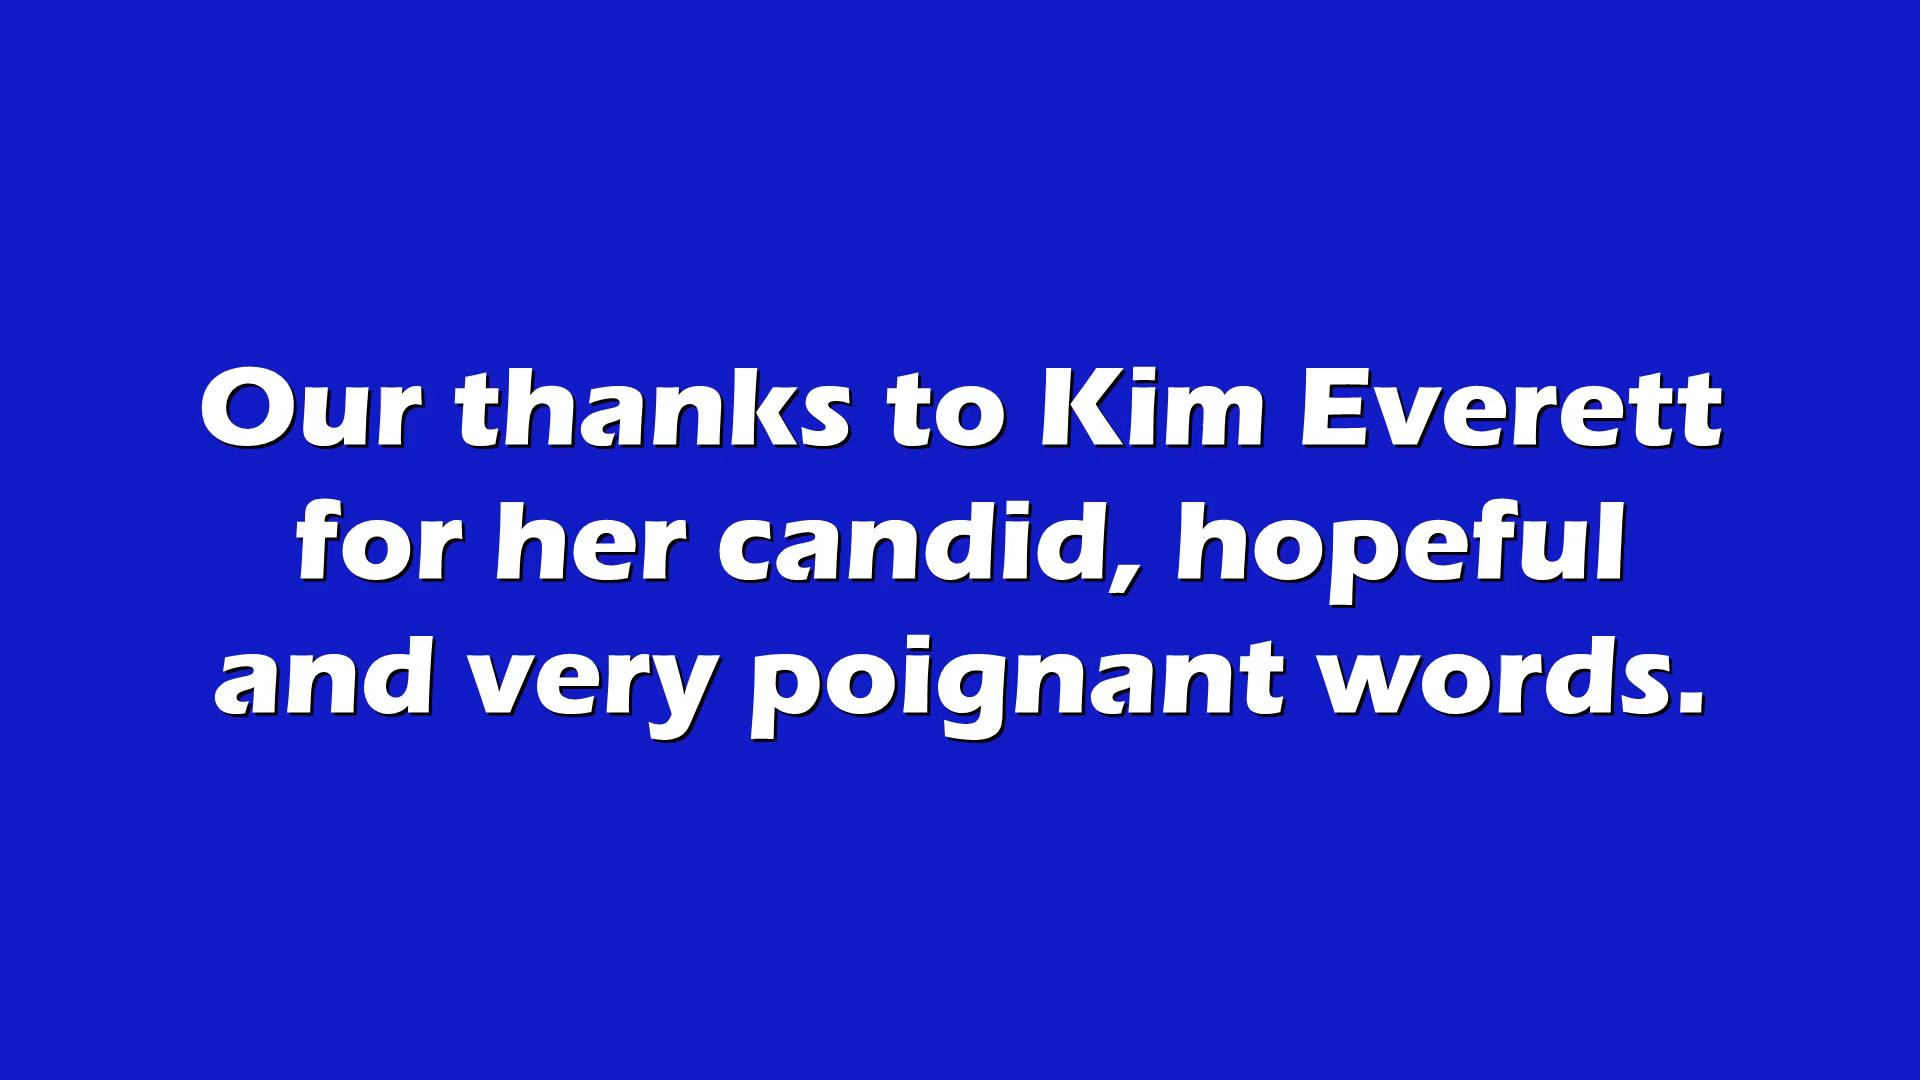 Our thanks to Kim Everett
for her candid, hopeful
and very poignant words.